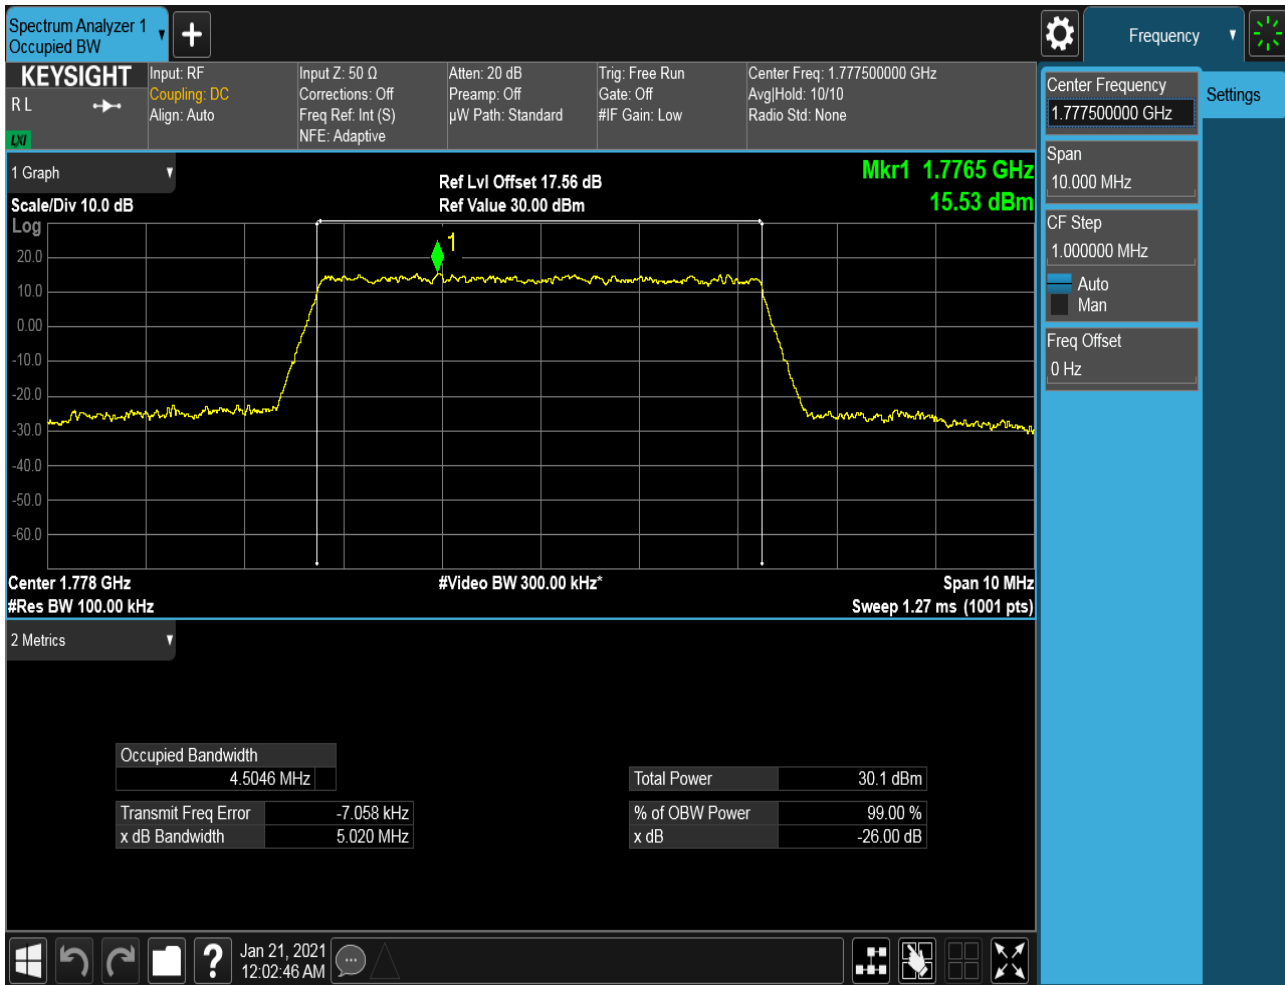 Spectrum Analyzer 1
Occupied BW
+
Frequency
KEYSIGHT
R L
LXI
Input: RF
Coupling: DC
Align: Auto
Input Z: 50 Ω
Corrections: Off
Freq Ref: Int (S)
NFE: Adaptive
Atten: 20 dB
Preamp: Off
µW Path: Standard
Trig: Free Run
Gate: Off
#IF Gain: Low
Center Freq: 1.777500000 GHz
Avg|Hold: 10/10
Radio Std: None
Center Frequency
1.777500000 GHz
Settings
Span
10.000 MHz
CF Step
1.000000 MHz
Auto
Man
Freq Offset
0 Hz
1 Graph
Scale/Div 10.0 dB
Ref Lvl Offset 17.56 dB
Ref Value 30.00 dBm
Mkr1 1.7765 GHz
15.53 dBm
Log
1
20.0
10.0
0.00
-10.0
-20.0
-30.0
-40.0
-50.0
-60.0
Center 1.778 GHz
#Video BW 300.00 kHz*
Span 10 MHz
#Res BW 100.00 kHz
Sweep 1.27 ms (1001 pts)
2 Metrics
Occupied Bandwidth
4.5046 MHz
Total Power 30.1 dBm
Transmit Freq Error -7.058 kHz
% of OBW Power 99.00 %
x dB Bandwidth 5.020 MHz
x dB -26.00 dB
?
Jan 21, 2021
12:02:46 AM